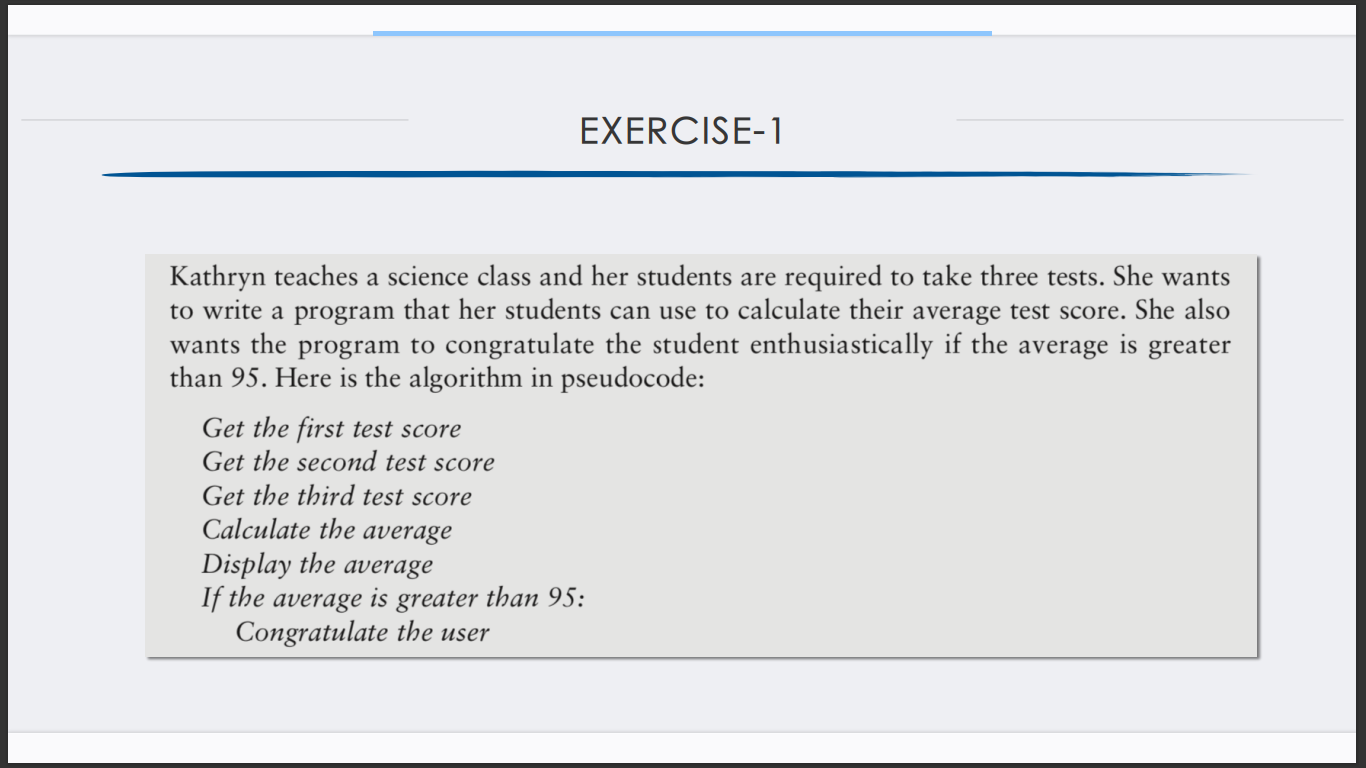 EXERCISE-1
Kathryn teaches a science class and her students are required to take three tests. She wants
to write a program that her students can use to calculate their average test score. She also
wants the program to congratulate the student enthusiastically if the average is greater
than 95. Here is the algorithm in pseudocode:
Get the first test score
Get the second test score
Get the third test score
Calculate the average
Display the average
If the average is greater than 95:
Congratulate the user